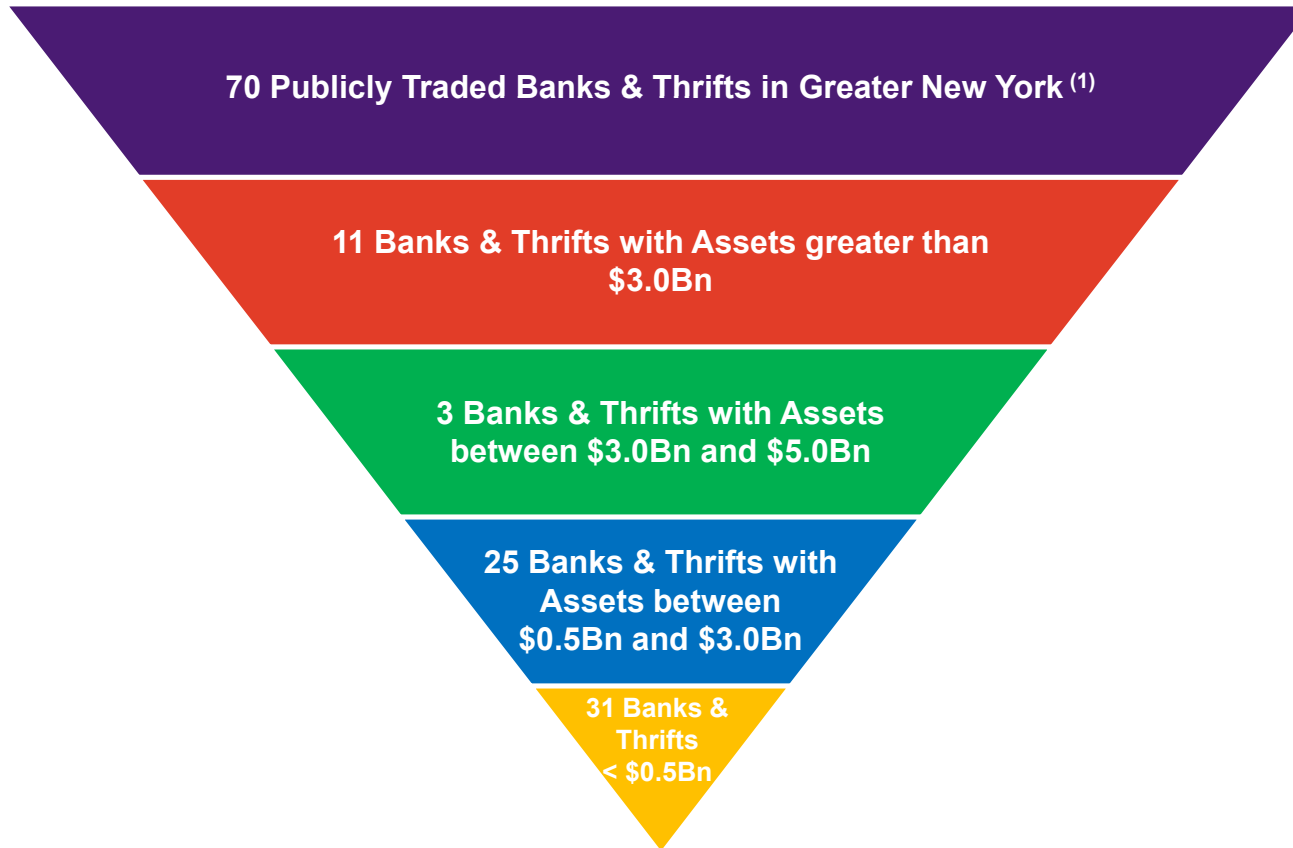 70 Publicly Traded Banks & Thrifts in Greater New York (1)
11 Banks & Thrifts with Assets greater than
$3.0Bn
3 Banks & Thrifts with Assets
between $3.0Bn and $5.0Bn
25 Banks & Thrifts with
Assets between
$0.5Bn and $3.0Bn
31 Banks &
Thrifts
< $0.5Bn